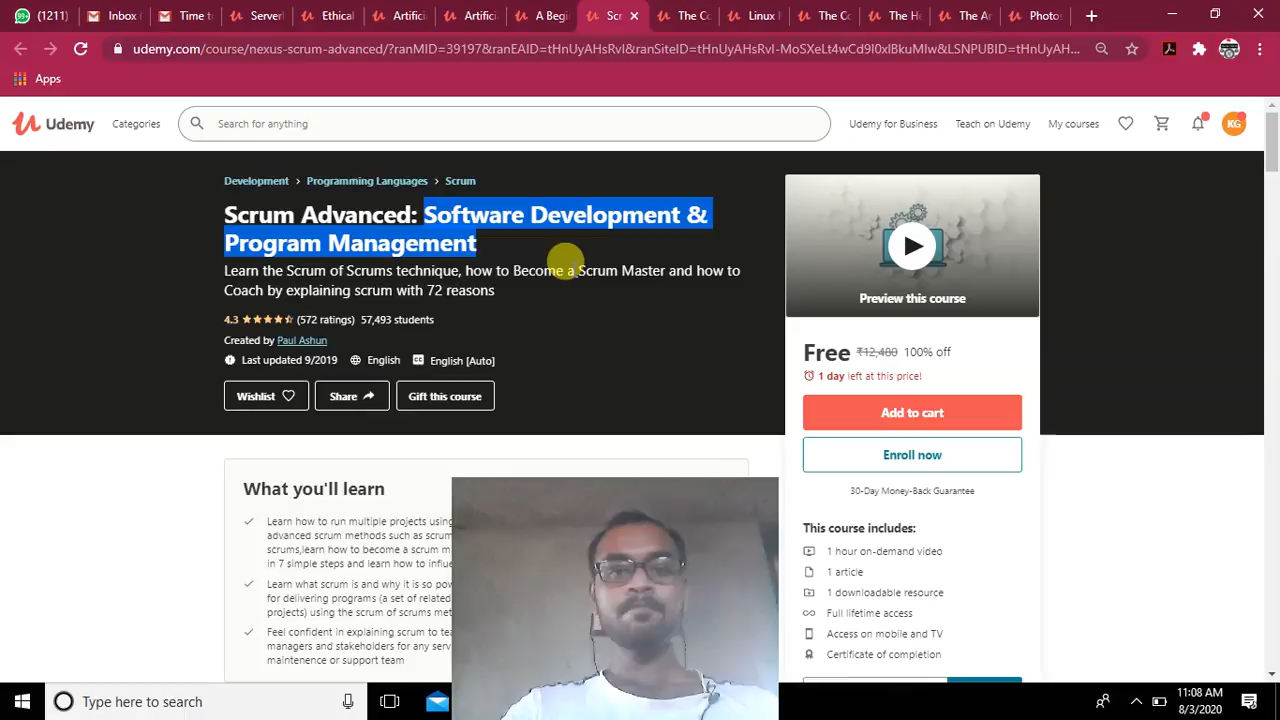 (1211)
Inbox (
Time to
Serverl
Ethical
Artifici
Artifici
A Begi
Scr
The Co
Linux I
The Co
The He
The Ar
Photos
udemy.com/course/nexus-scrum-advanced/?ranMID=39197&ranEAID=tHnUyAHsRvI&ranSiteID=tHnUyAHsRvI-MoSXeLt4wCd9l0xlBkuMIw&LSNPUBID=tHnUyAHsRvI&...
Apps
Udemy
Categories
Search for anything
Udemy for Business
Teach on Udemy
My courses
KG
Development > Programming Languages > Scrum
Scrum Advanced: Software Development &
Program Management
Learn the Scrum of Scrums technique, how to Become a Scrum Master and how to
Coach by explaining scrum with 72 reasons
4.3 (572 ratings) 57,493 students
Created by Paul Ashun
Last updated 9/2019 English English [Auto]
Wishlist
Share
Gift this course
Preview this course
Free ₹12,480 100% off
1 day left at this price!
Add to cart
Enroll now
30-Day Money-Back Guarantee
This course includes:
1 hour on-demand video
1 article
1 downloadable resource
Full lifetime access
Access on mobile and TV
Certificate of completion
What you'll learn
Learn how to run multiple projects using
advanced scrum methods such as scrum
scrums,learn how to become a scrum m
in 7 simple steps and learn how to influe
Learn what scrum is and why it is so pow
for delivering programs (a set of related
projects) using the scrum of scrums met
Feel confident in explaining scrum to tea
managers and stakeholders for any serv
maintenence or support team
Type here to search
11:08 AM
8/3/2020